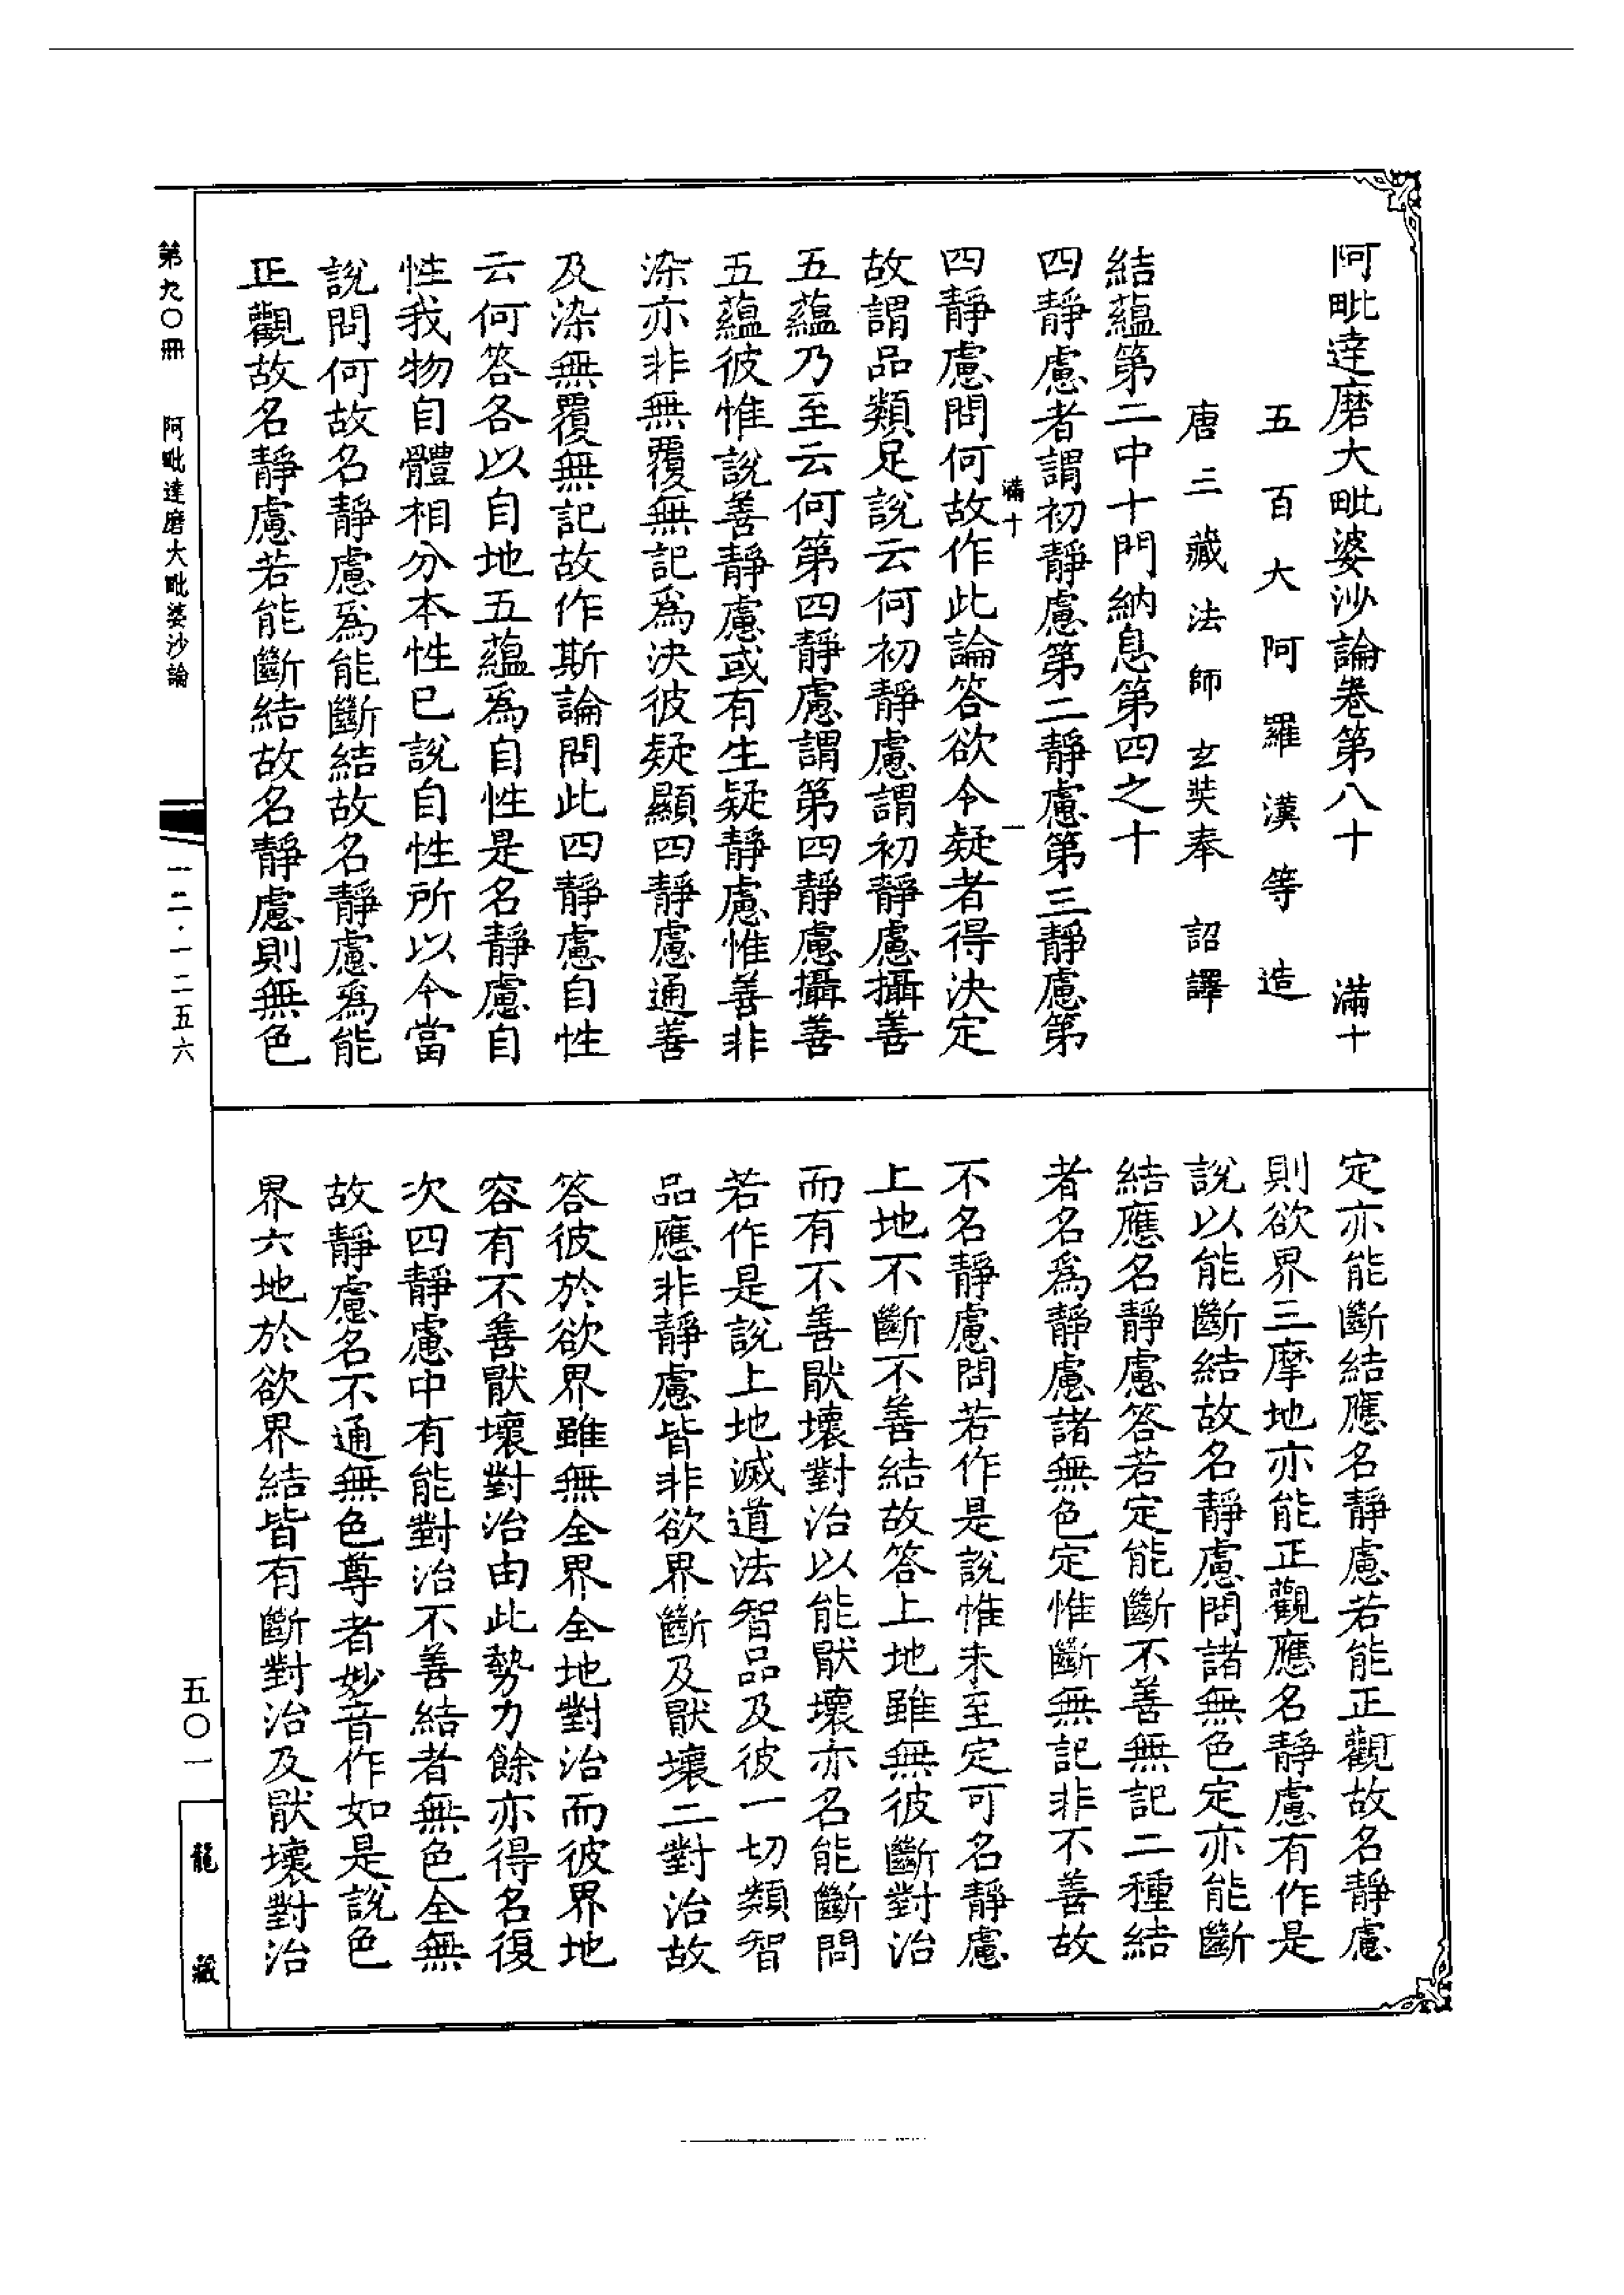 阿毗達磨大毗婆沙論卷第八十　滿十
五百大阿羅漢等造
唐三藏法師玄奘奉　詔譯
結蘊第二中十門納息第四之十
四靜慮者謂初靜慮第二靜慮第三靜慮第
滿十　一
四靜慮問何故作此論答欲令疑者得決定
故謂品類足說云何初靜慮謂初靜慮攝善
五蘊乃至云何第四靜慮謂第四靜慮攝善
五蘊彼惟說善靜慮或有生疑靜慮惟善非
染亦非無覆無記為決彼疑顯四靜慮通善
及染無覆無記故作斯論問此四靜慮自性
云何答各以自地五蘊為自性是名靜慮自
性我物自體相分本性已說自性所以今當
說問何故名靜慮為能斷結故名靜慮為能
正觀故名靜慮若能斷結故名靜慮則無色
定亦能斷結應名靜慮若能正觀故名靜慮
則欲界三摩地亦能正觀應名靜慮有作是
說以能斷結故名靜慮問諸無色定亦能斷
結應名靜慮答若定能斷不善無記二種結
者名為靜慮諸無色定惟斷無記非不善故
不名靜慮問若作是說惟未至定可名靜慮
上地不斷不善結故答上地雖無彼斷對治
而有不善厭壞對治以能厭壞亦名能斷問
若作是說上地滅道法智品及彼一切類智
品應非靜慮皆非欲界斷及厭壞二對治故
答彼於欲界雖無全界全地對治而彼界地
容有不善厭壞對治由此勢力餘亦得名復
次四靜慮中有能對治不善結者無色全無
故靜慮名不通無色尊者妙音作如是說色
界六地於欲界結皆有斷對治及厭壞對治
第九〇冊　阿毗達磨大毗婆沙論
一二·一二五六
五〇一
龍藏